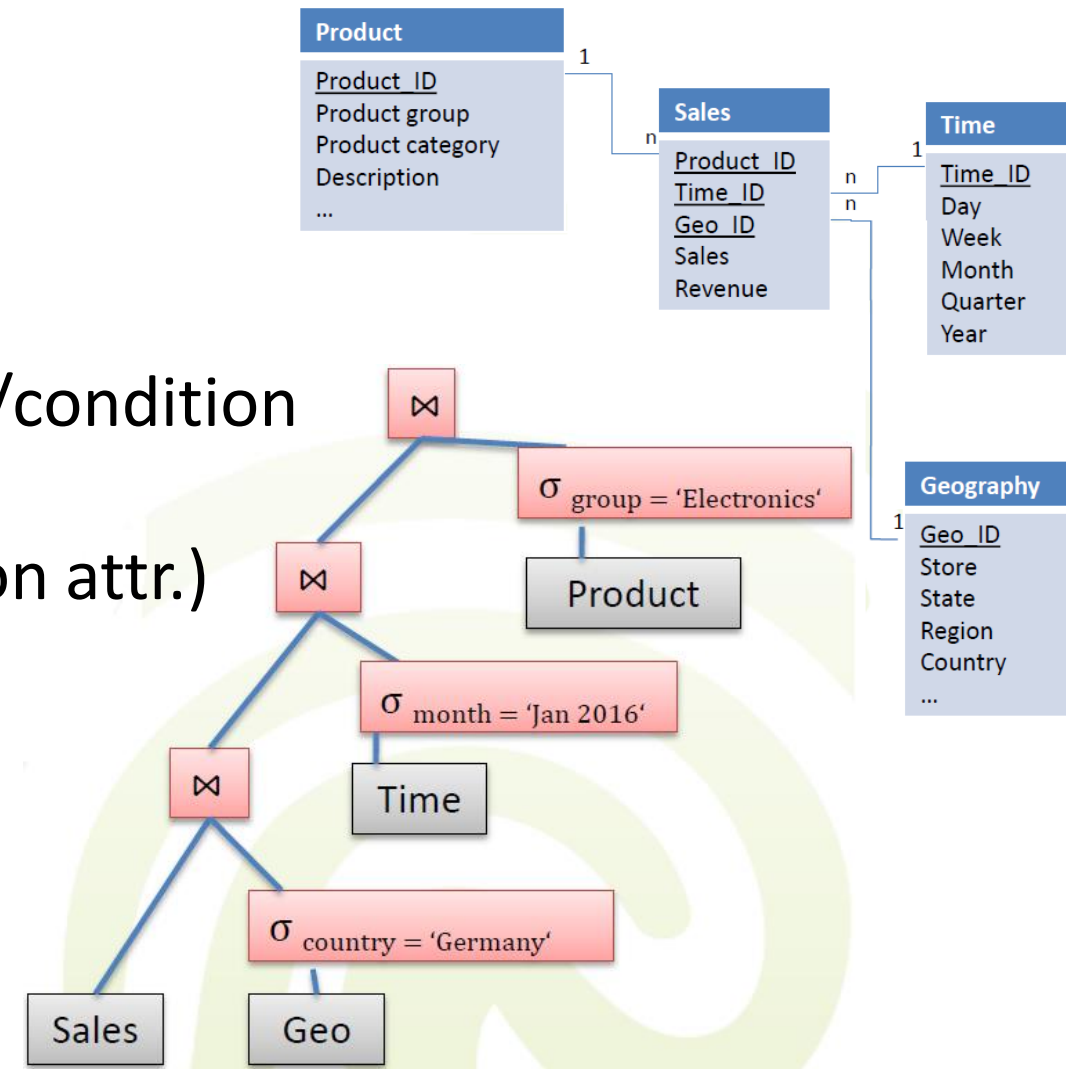 Product
Product_ID
Product group
Product category
Description
...
1
n
Sales
Product_ID
Time_ID
Geo_ID
Sales
Revenue
n
n
1
Time
Time_ID
Day
Week
Month
Quarter
Year
1
Geography
Geo_ID
Store
State
Region
Country
...
/condition
on attr.)
⋈
σ group = ‘Electronics‘
Product
⋈
σ month = ‘Jan 2016‘
Time
⋈
σ country = ‘Germany‘
Sales
Geo